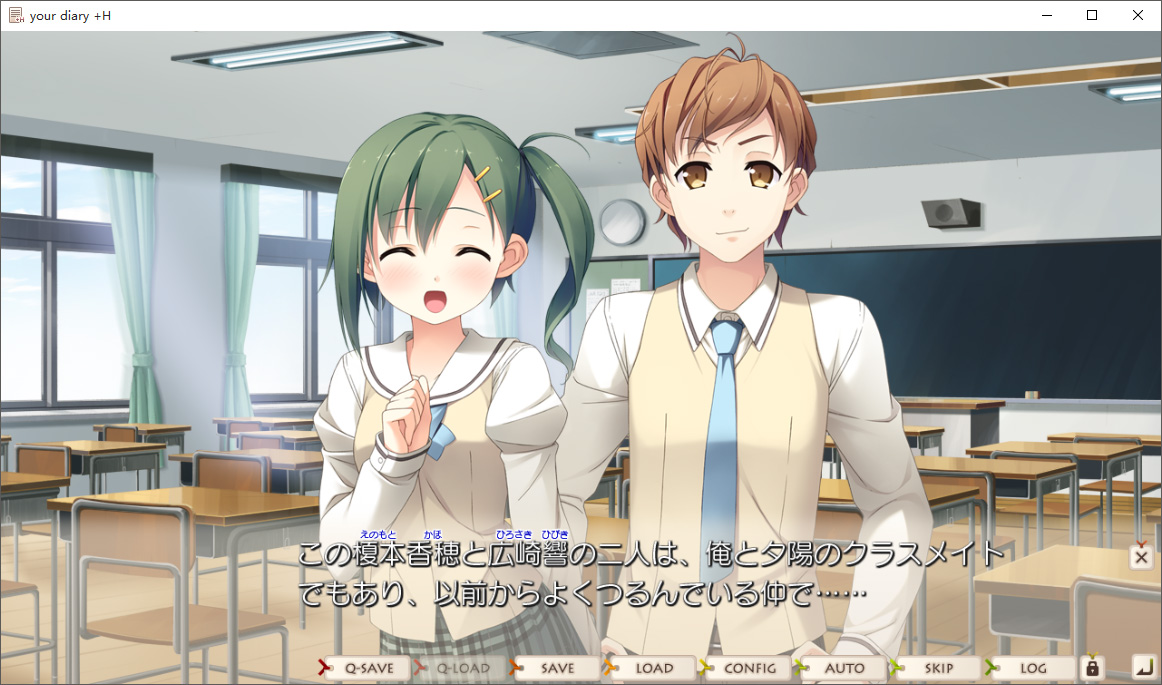 your diary +H
えのもと かほ ひろさき ひびき
この榎本香穂と広崎響の二人は、俺と夕陽のクラスメイト
でもあり、以前からよくつるんでいる仲で……
Q-SAVE Q-LOAD SAVE LOAD CONFIG AUTO SKIP LOG